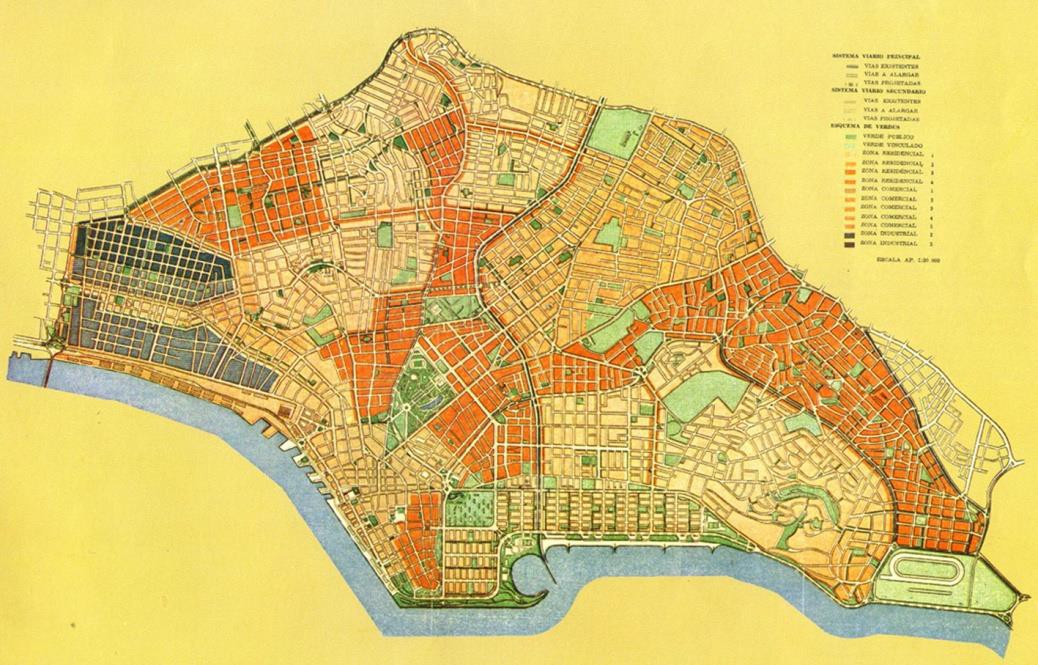 SISTEMA VIARIO PRINCIPAL
VIAS EXISTENTES
VIAS A ALARGAR
VIAS PROJETADAS
SISTEMA VIARIO SECUNDARIO
VIAS EXISTENTES
VIAS A ALARGAR
VIAS PROJETADAS
ESQUEMA DE VERDES
VERDE PUBLICO
VERDE VINCULADO
ZONA RESIDENCIAL 1
ZONA RESIDENCIAL 2
ZONA RESIDENCIAL 3
ZONA RESIDENCIAL 4
ZONA COMERCIAL 1
ZONA COMERCIAL 2
ZONA COMERCIAL 3
ZONA COMERCIAL 4
ZONA COMERCIAL
ZONA INDUSTRIAL
ZONA INDUSTRIAL
ESCALA AP. 1:20 000